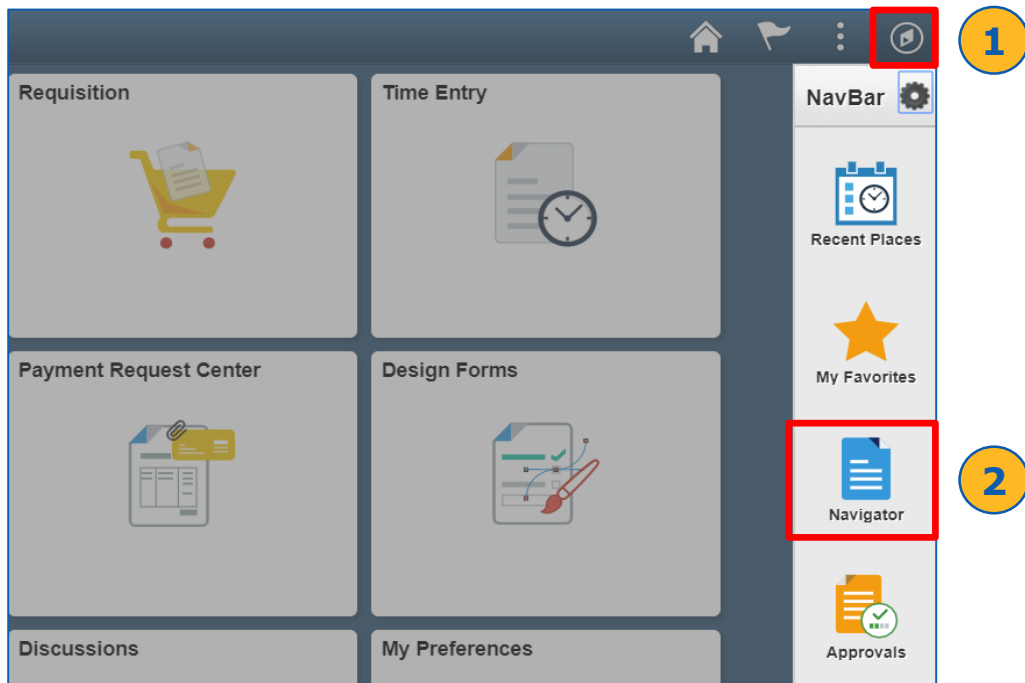 1
Requisition
Time Entry
NavBar
Recent Places
My Favorites
Payment Request Center
Design Forms
Navigator
2
Discussions
My Preferences
Approvals